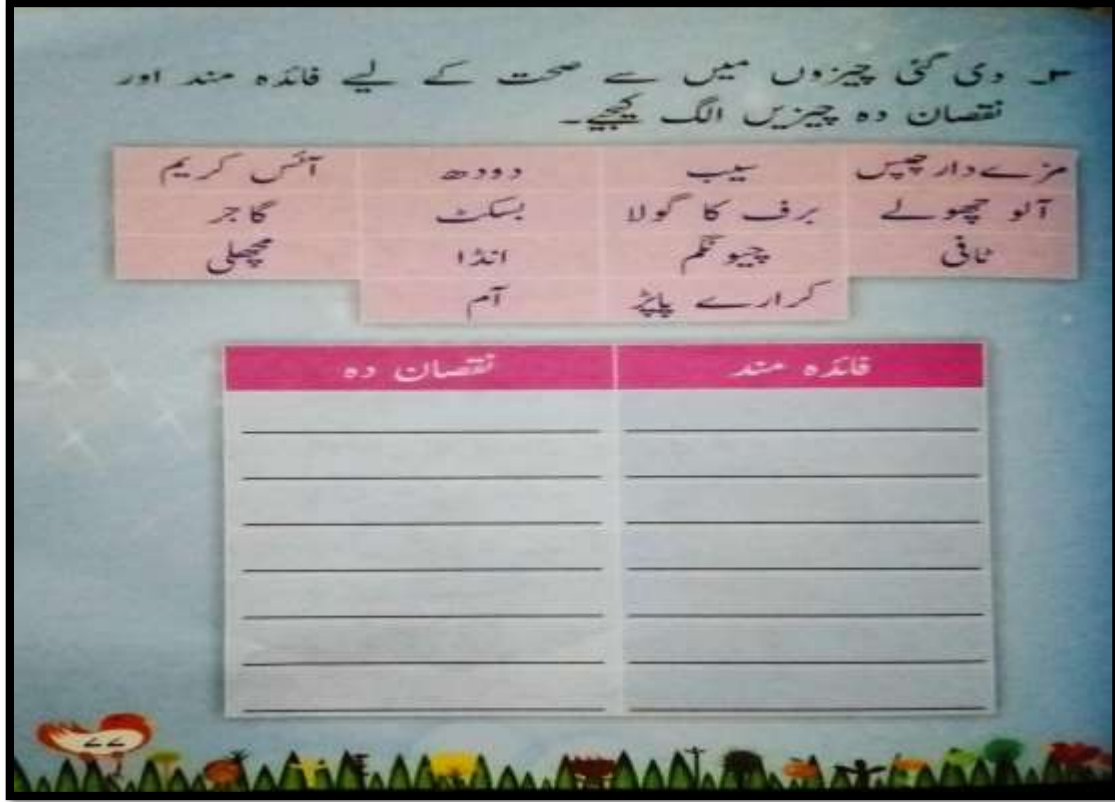 ۳۔ دی گئی چیزوں میں سے صحت کے لیے فائدہ مند اور
نقصان دہ چیزیں الگ کیجیے۔
مزے دار چپس سیب دودھ آئس کریم
آلو چھولے برف کا گولا بسکٹ گاجر
ٹافی چیونگم انڈا مچھلی
کرارے پاپڑ آم
فائدہ مند نقصان دہ
۷۷